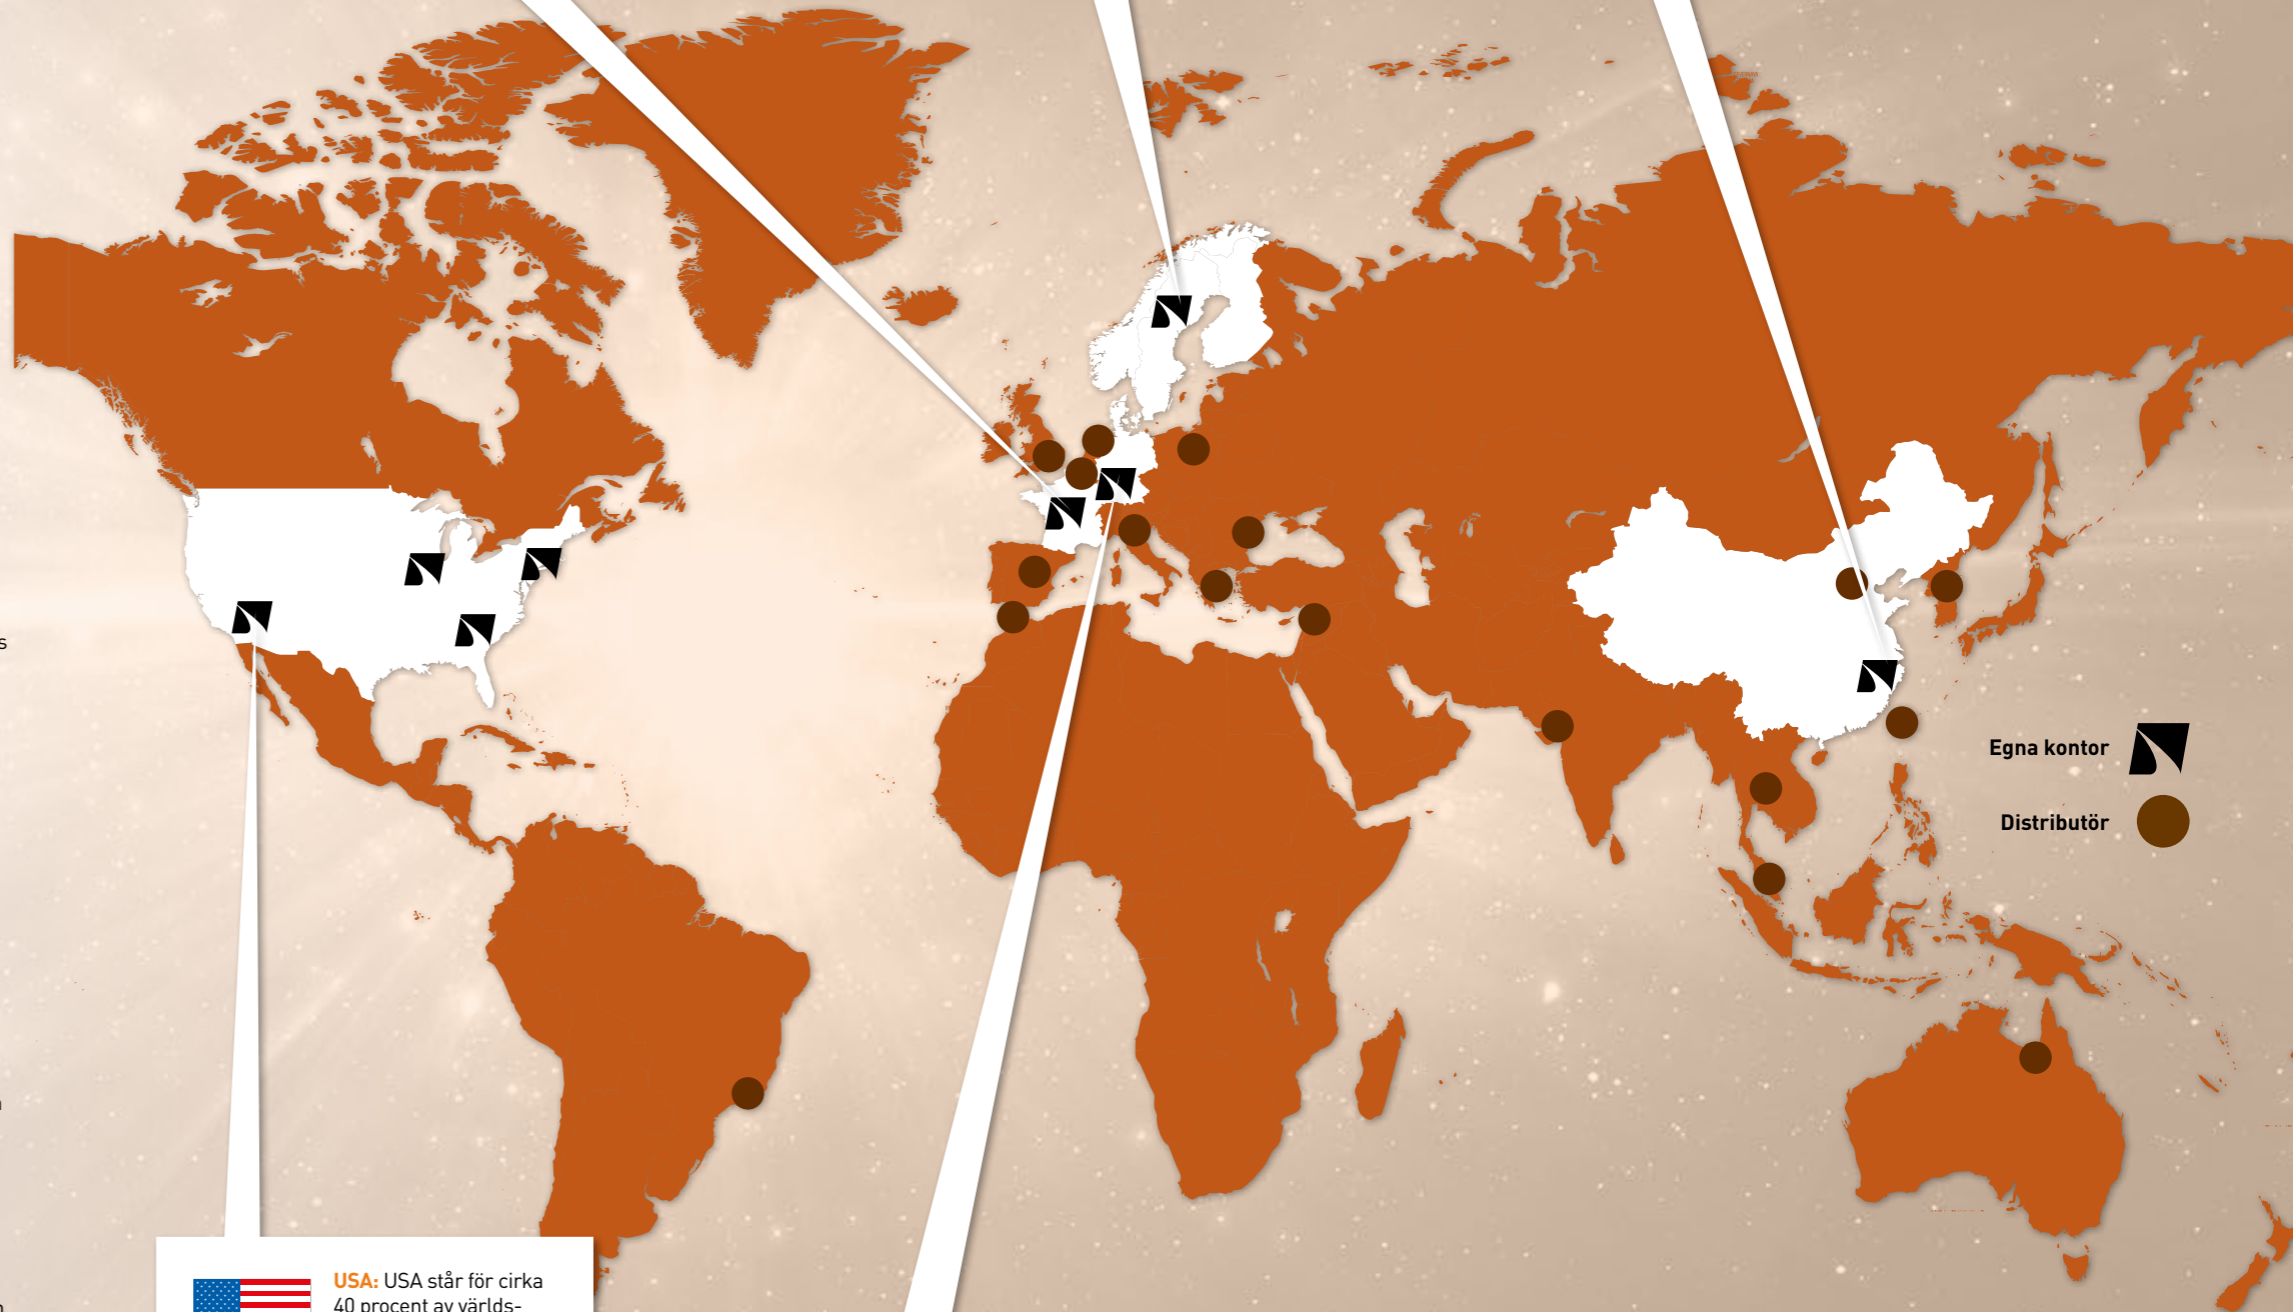 s
Egna kontor
Distributör
USA: USA står för cirka
40 procent av världs-